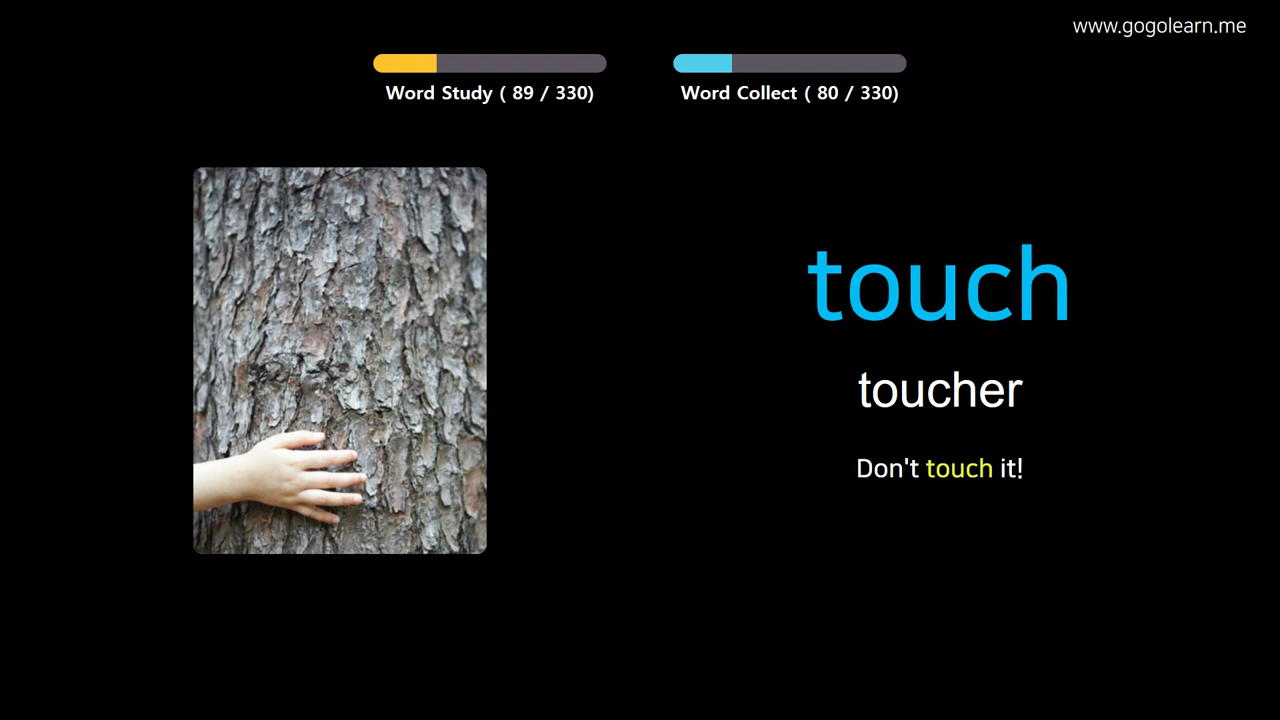 www.gogolearn.me
Word Study ( 89 / 330)
Word Collect ( 80 / 330)
touch
toucher
Don't touch it!